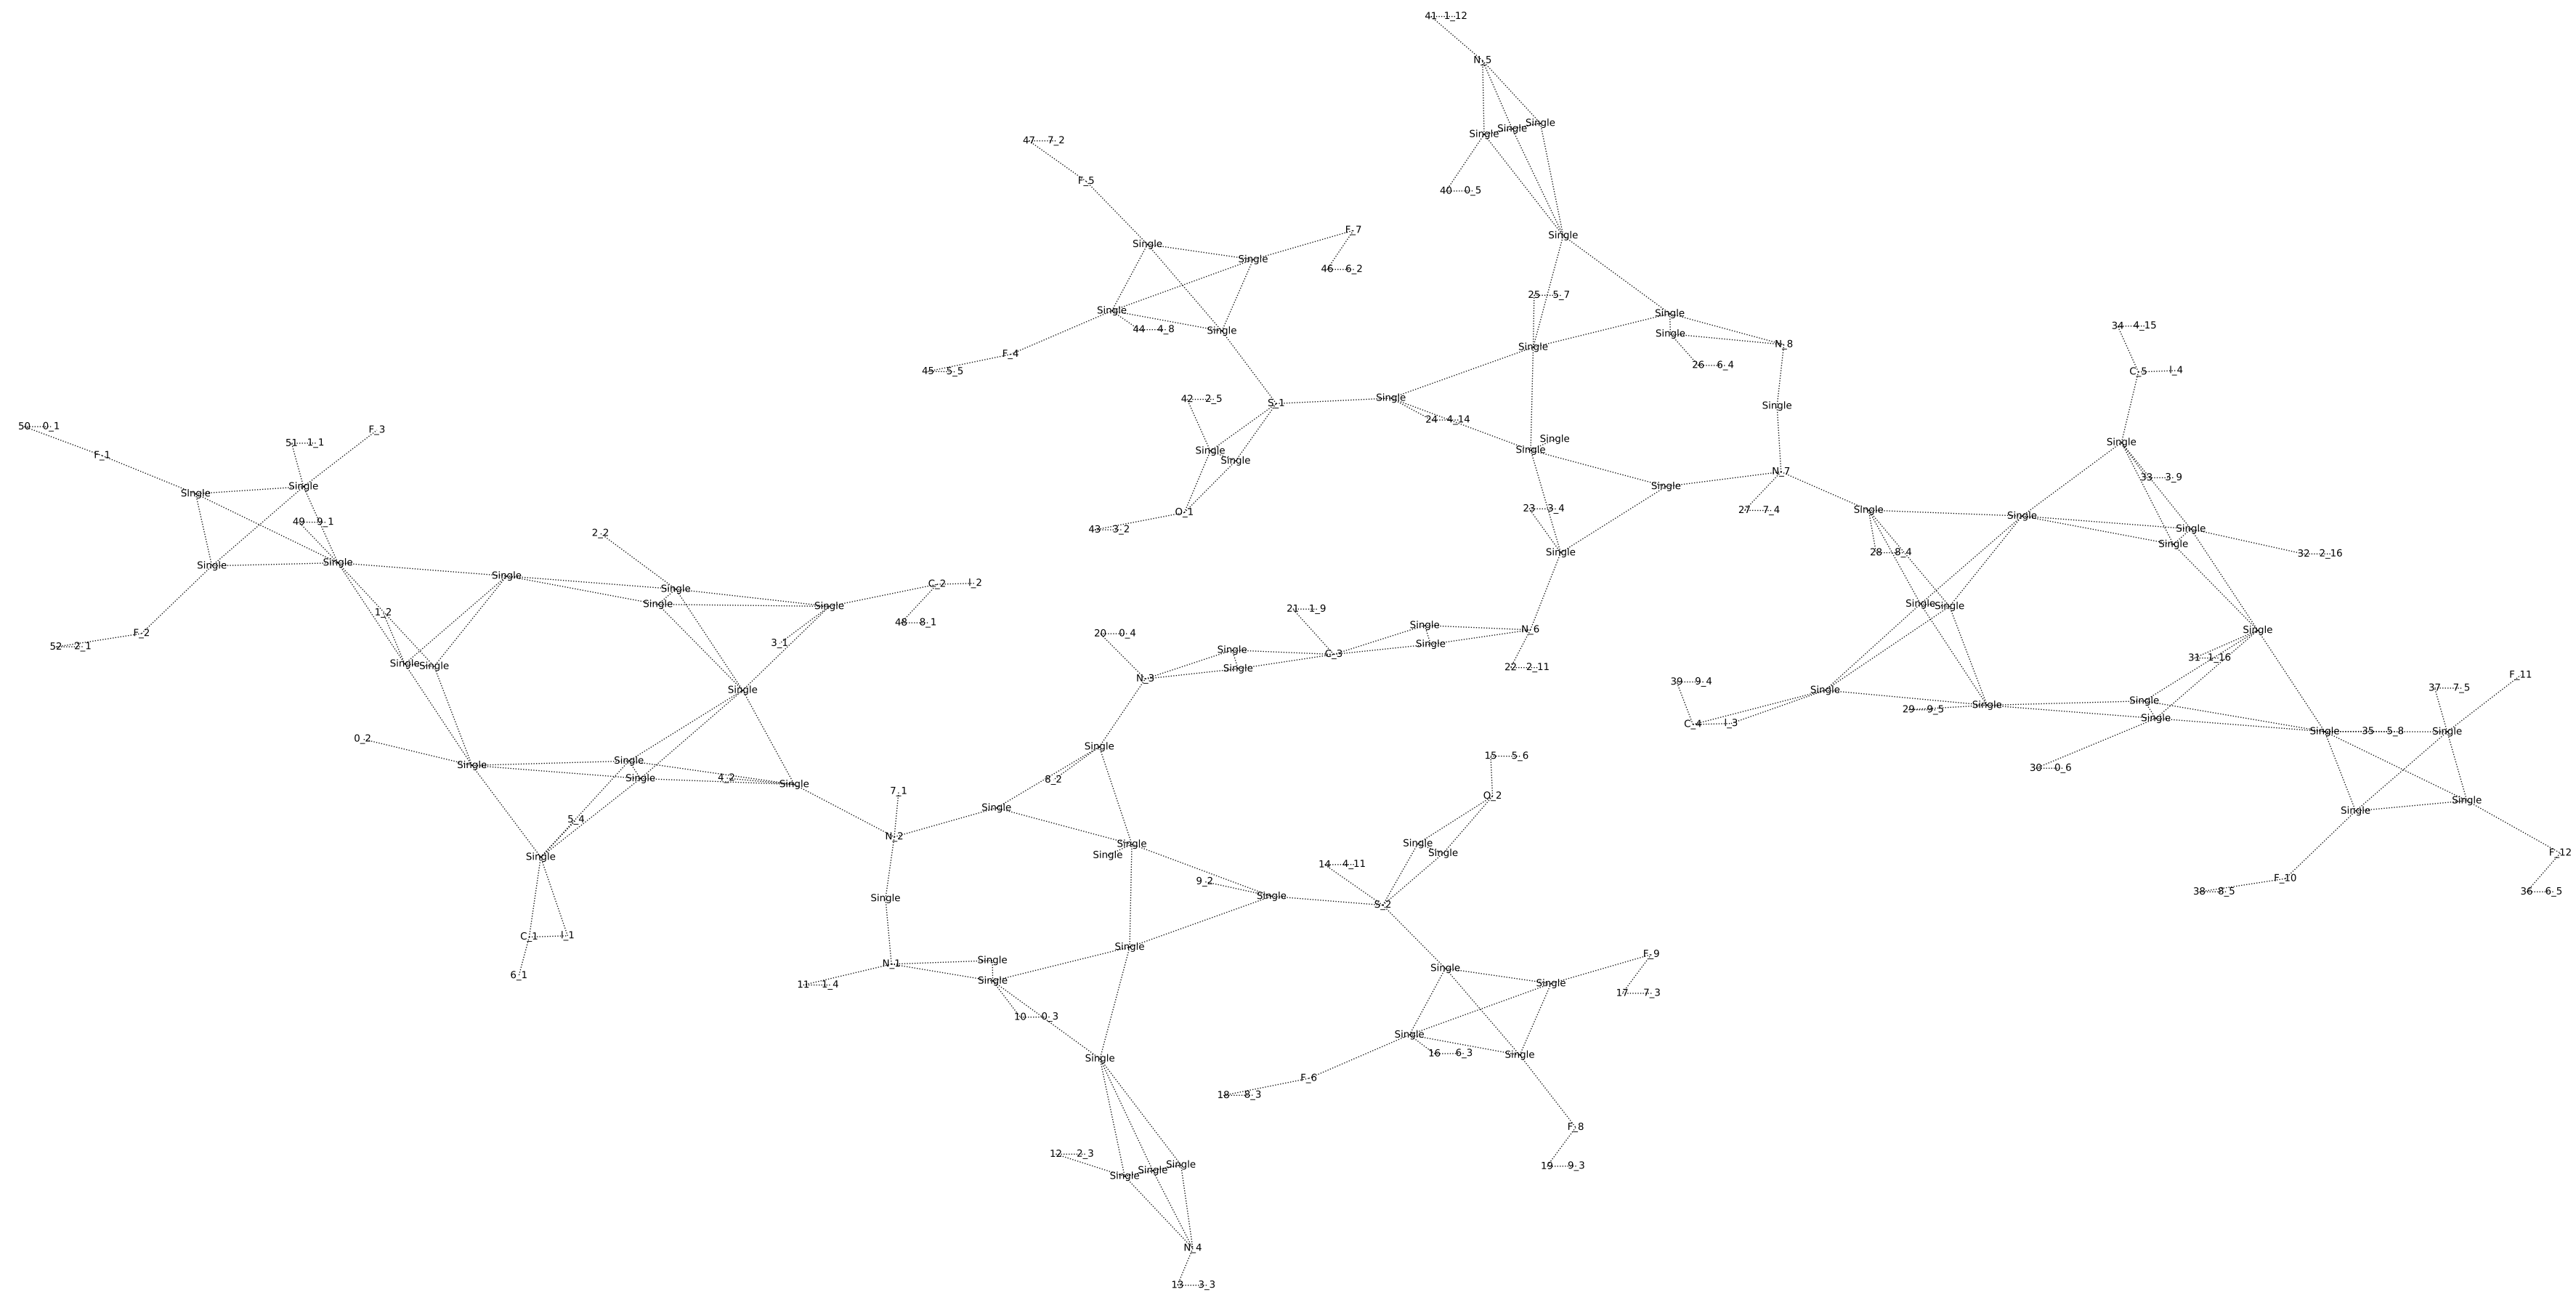 41 1_12
N_5
Single Single Single
47 7_2
F_5
40 0_5
F_7
Single
Single
Single
46 6_2
25 5_7
Single
Single
44 4_8
Single
Single
34 4_15
Single
N_8
F_4
45 5_5
26 6_4
C_5 I_4
42 2_5
S_1
Single
Single
24 4_14
50 0_1
F_3
51 1_1
Single
Single
Single
Single
Single
F_1
N_7
33 3_9
Single
Single
Single
27 7_4
23 3_4
Single
O_1
Single
49 9_1
43 3_2
2_2
Single
Single
Single
28 8_4
32 2_16
Single
Single
Single
Single
C_2 I_2
Single
Single
Single
Single
21 1_9
1_2
48 8_1
Single
N_6
Single
F_2
20 0_4
3_1
Single
52 2_1
Single
C_3
31 1_16
Single Single
Single
22 2_11
N_3
F_11
39 9_4
37 7_5
Single
Single
Single
Single
29 9_5
Single
C_4 I_3
Single
Single 35 5_8 Single
0_2
Single
15 5_6
Single
Single
30 0_6
Single
4_2
8_2
Single
7_1
O_2
Single
Single
Single
5_4
N_2
Single
Single
Single
Single
Single
F_12
14 4_11
9_2
F_10
38 8_5
36 6_5
Single
Single
S_2
C_1 I_1
Single
F_9
N_1
Single
Single
6_1
Single
Single
11 1_4
17 7_3
10 0_3
Single
16 6_3
Single
Single
F_6
18 8_3
F_8
12 2_3
Single Single Single
19 9_3
N_4
13 3_3